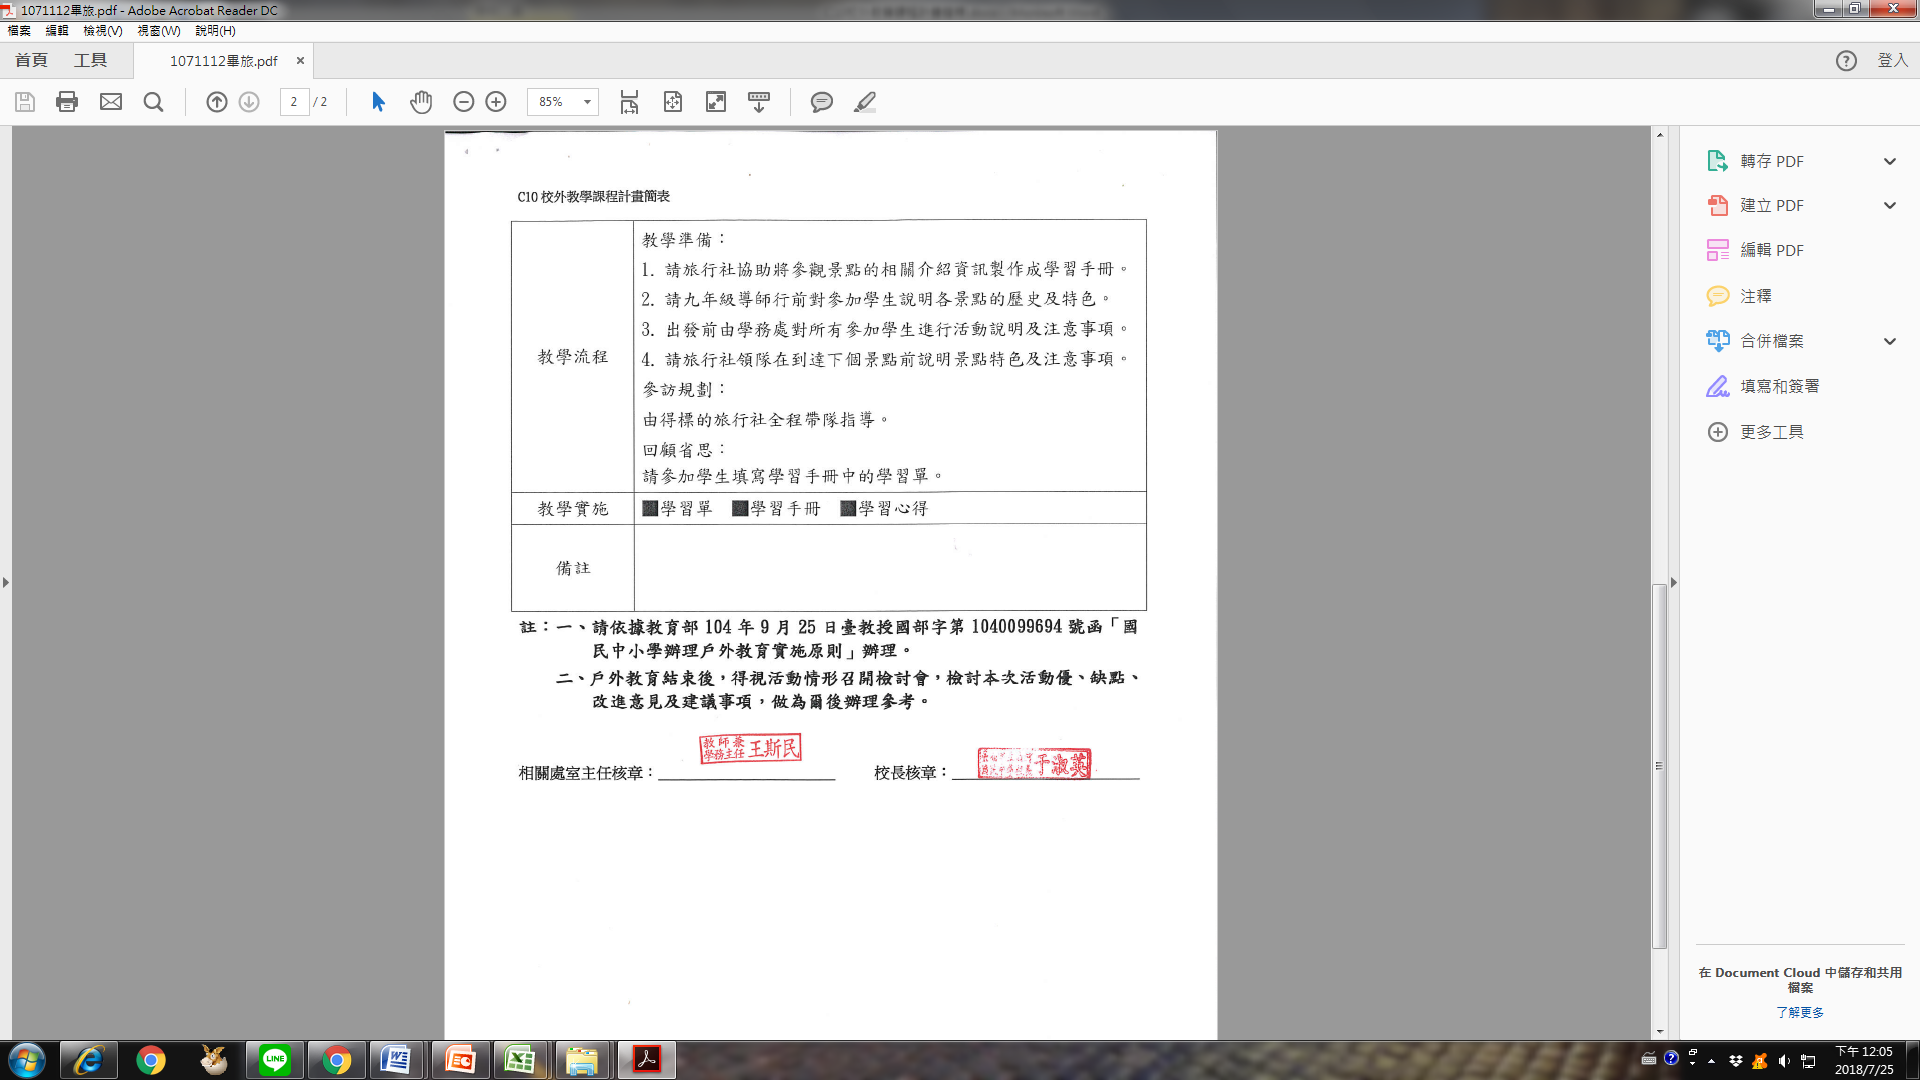 1071112畢旅.pdf - Adobe Acrobat Reader DC
檔案 編輯 檢視(V) 視窗(W) 說明(H)
首頁 工具 1071112畢旅.pdf × 登入
2 / 2 85%
C10 校外教學課程計畫簡表
教學流程
教學準備：
1. 請旅行社協助將參觀景點的相關介紹資訊製作成學習手冊。
2. 請九年級導師行前對參加學生說明各景點的歷史及特色。
3. 出發前由學務處對所有參加學生進行活動說明及注意事項。
4. 請旅行社領隊在到達下個景點前說明景點特色及注意事項。
參訪規劃：
由得標的旅行社全程帶隊指導。
回顧省思：
請參加學生填寫學習手冊中的學習單。
教學實施 ■學習單 ■學習手冊 ■學習心得
備註
註：一、請依據教育部 104 年 9 月 25 日臺教授國部字第 1040099694 號函「國
民中小學辦理戶外教育實施原則」辦理。
二、戶外教育結束後，得視活動情形召開檢討會，檢討本次活動優、缺點、
改進意見及建議事項，做為爾後辦理參考。
教師兼
學務主任 王斯民
于淑英
相關處室主任核章： 校長核章：
轉存 PDF
建立 PDF
編輯 PDF
注釋
合併檔案
填寫和簽署
更多工具
在 Document Cloud 中儲存和共用
檔案
了解更多
LINE
下午 12:05
2018/7/25